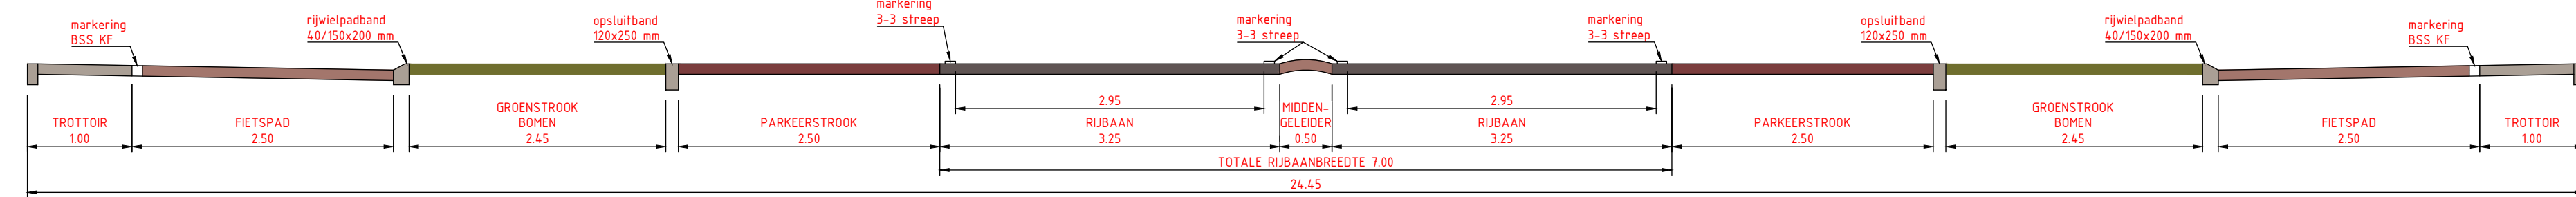 markering
BSS KF
rijwielpadband
40/150x200 mm
opsluitband
120x250 mm
markering
3-3 streep
markering
3-3 streep
markering
3-3 streep
opsluitband
120x250 mm
rijwielpadband
40/150x200 mm
markering
BSS KF
TROTTOIR
1.00
FIETSPAD
2.50
GROENSTROOK
BOMEN
2.45
PARKEERSTROOK
2.50
2.95
RIJBAAN
3.25
MIDDEN-
GELEIDER
0.50
2.95
RIJBAAN
3.25
PARKEERSTROOK
2.50
GROENSTROOK
BOMEN
2.45
FIETSPAD
2.50
TROTTOIR
1.00
TOTALE RIJBAANBREEDTE 7.00
24.45